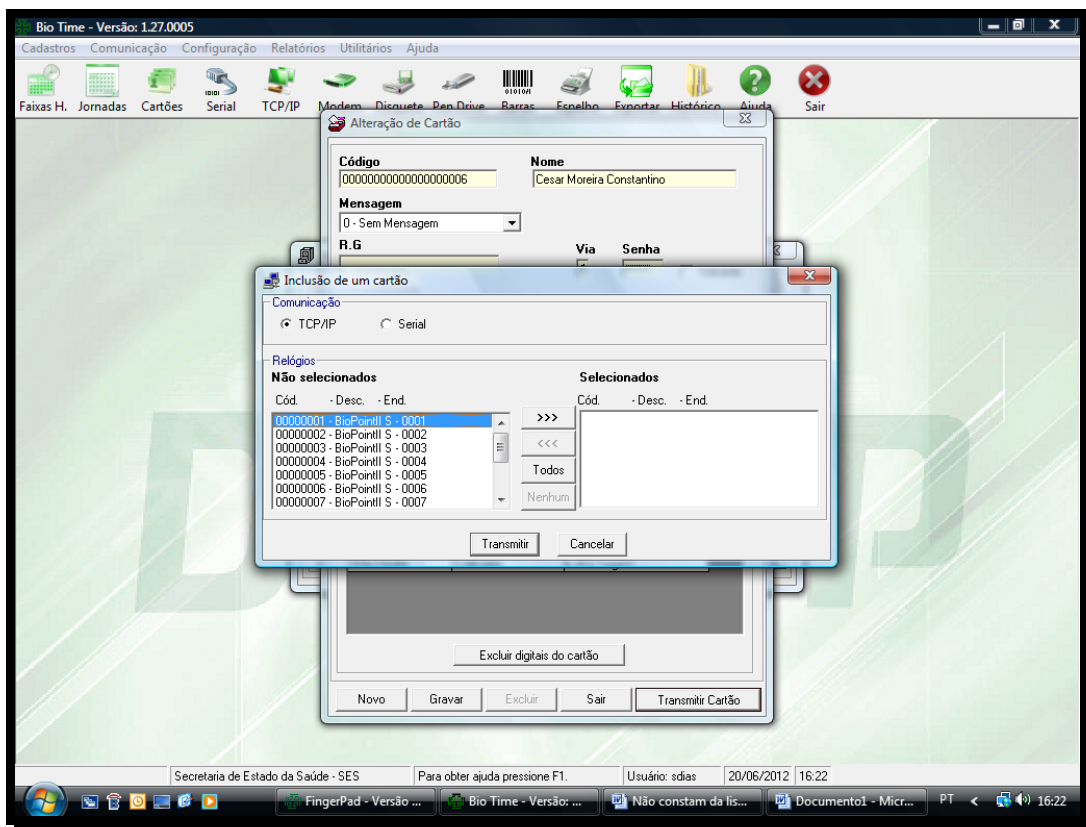 Bio Time - Versão: 1.27.0005
Cadastros Comunicação Configuração Relatórios Utilitários Ajuda
Faixas H. Jornadas Cartões Serial TCP/IP Modem Disquete Pen Drive Barras Espelho Exportar Histórico Ajuda Sair
Alteração de Cartão
Código Nome
00000000000000000006 Cesar Moreira Constantino
Mensagem
0 - Sem Mensagem
R.G Via Senha
Inclusão de um cartão
Comunicação
TCP/IP Serial
Relógios
Não selecionados Selecionados
Cód. - Desc. - End. Cód. - Desc. - End.
00000001 - BioPointII S - 0001
00000002 - BioPointII S - 0002
00000003 - BioPointII S - 0003
00000004 - BioPointII S - 0004
00000005 - BioPointII S - 0005
00000006 - BioPointII S - 0006
00000007 - BioPointII S - 0007
>>>
<<<
Todos
Nenhum
Transmitir Cancelar
Excluir digitais do cartão
Novo Gravar Excluir Sair Transmitir Cartão
Secretaria de Estado da Saúde - SES Para obter ajuda pressione F1. Usuário: sdias 20/06/2012 16:22
FingerPad - Versão ... Bio Time - Versão: ... Não constam da lis... Documento1 - Micr... PT < 16:22